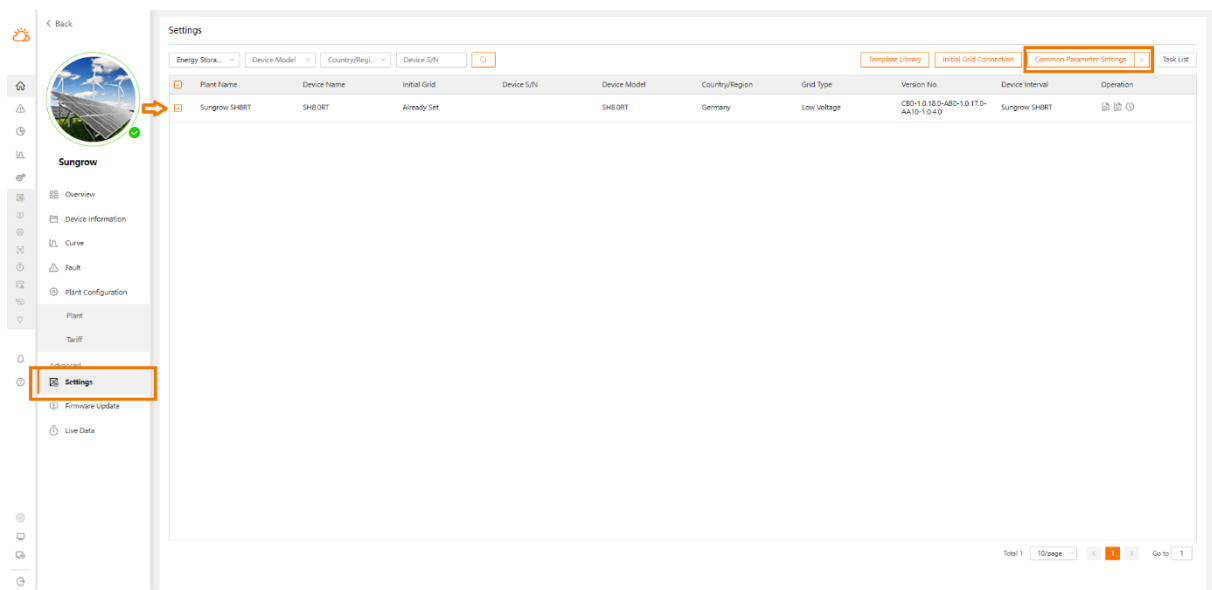 Back
Settings
Energy Stora...
Device Model
Country/Regi...
Device S/N
Template Library
Initial Grid Connection
Common Parameter Settings
Task List
Plant Name
Device Name
Initial Grid
Device S/N
Device Model
Country/Region
Grid Type
Version No.
Device Interval
Operation
Sungrow SH8RT
SH8.0RT
Already Set
SH8.0RT
Germany
Low Voltage
CB0-1.0.18.0-AB0-1.0.17.0-
AA10-1.0.4.0
Sungrow SH8RT
Sungrow
Overview
Device Information
Curve
Fault
Plant Configuration
Plant
Tariff
Advanced
Settings
Firmware Update
Live Data
Total 1
10/page
1
Go to
1